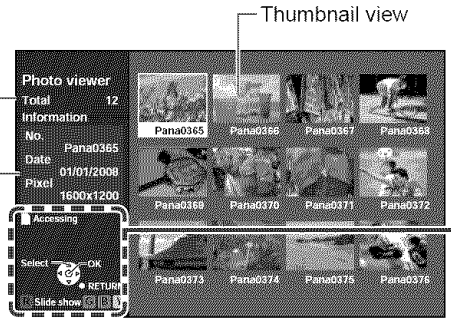 Thumbnail view
Photo viewer
Total 12
Information
No.
Pana0365
Date
01/01/2008
Pixel
1600x1200
Accessing
Select
OK
RETURN
R Slide show G B Y
Pana0365 Pana0366 Pana0367 Pana0368
Pana0369 Pana0370 Pana0371 Pana0372
Pana0373 Pana0374 Pana0375 Pana0376